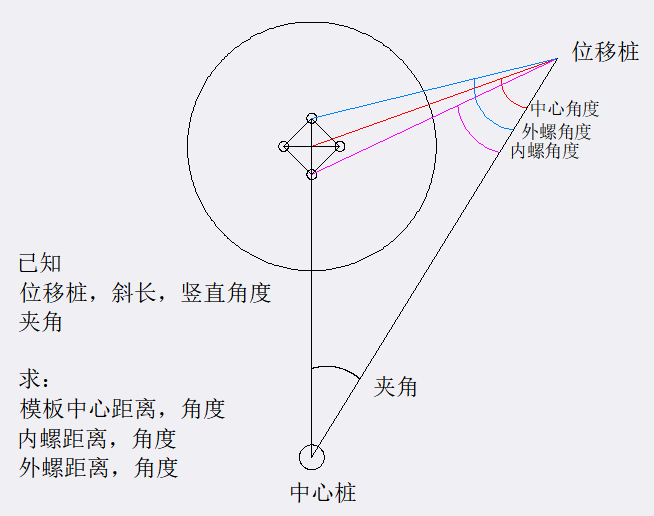 位移桩
中心角度
外螺角度
内螺角度
已知
位移桩，斜长，竖直角度
夹角
夹角
求：
模板中心距离，角度
内螺距离，角度
外螺距离，角度
中心桩